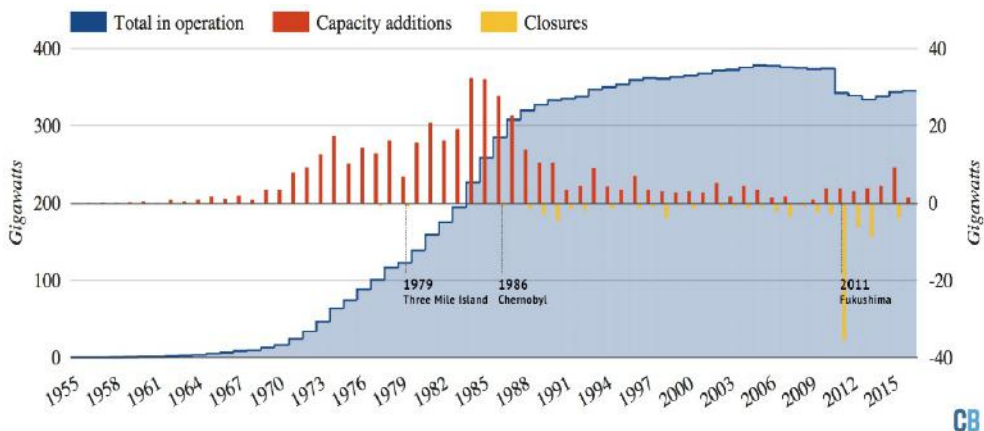 Total in operation Capacity additions Closures
400 40
300 20
200 0
100 -20
0 -40
Gigawatts
Gigawatts
1979
Three Mile Island
1986
Chernobyl
2011
Fukushima
1955 1958 1961 1964 1967 1970 1973 1976 1979 1982 1985 1988 1991 1994 1997 2000 2003 2006 2009 2012 2015
CB